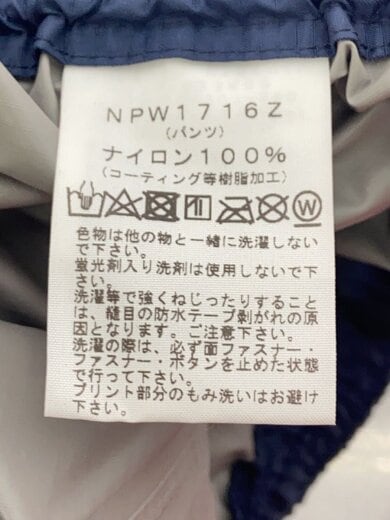 NPW1716Z
(パンツ)
ナイロン100%
(コーティング等樹脂加工)
W
色物は他の物と一緒に洗濯しない
で下さい。
蛍光剤入り洗剤は使用しないで下
さい。
洗濯等で強くねじったりすること
は、縫目の防水テープ剥がれの原
因となります。ご注意下さい。
洗濯の際は、必ず面ファスナー・
ファスナー・ボタンを止めた状態
で行って下さい。
プリント部分のもみ洗いはお避け
下さい。